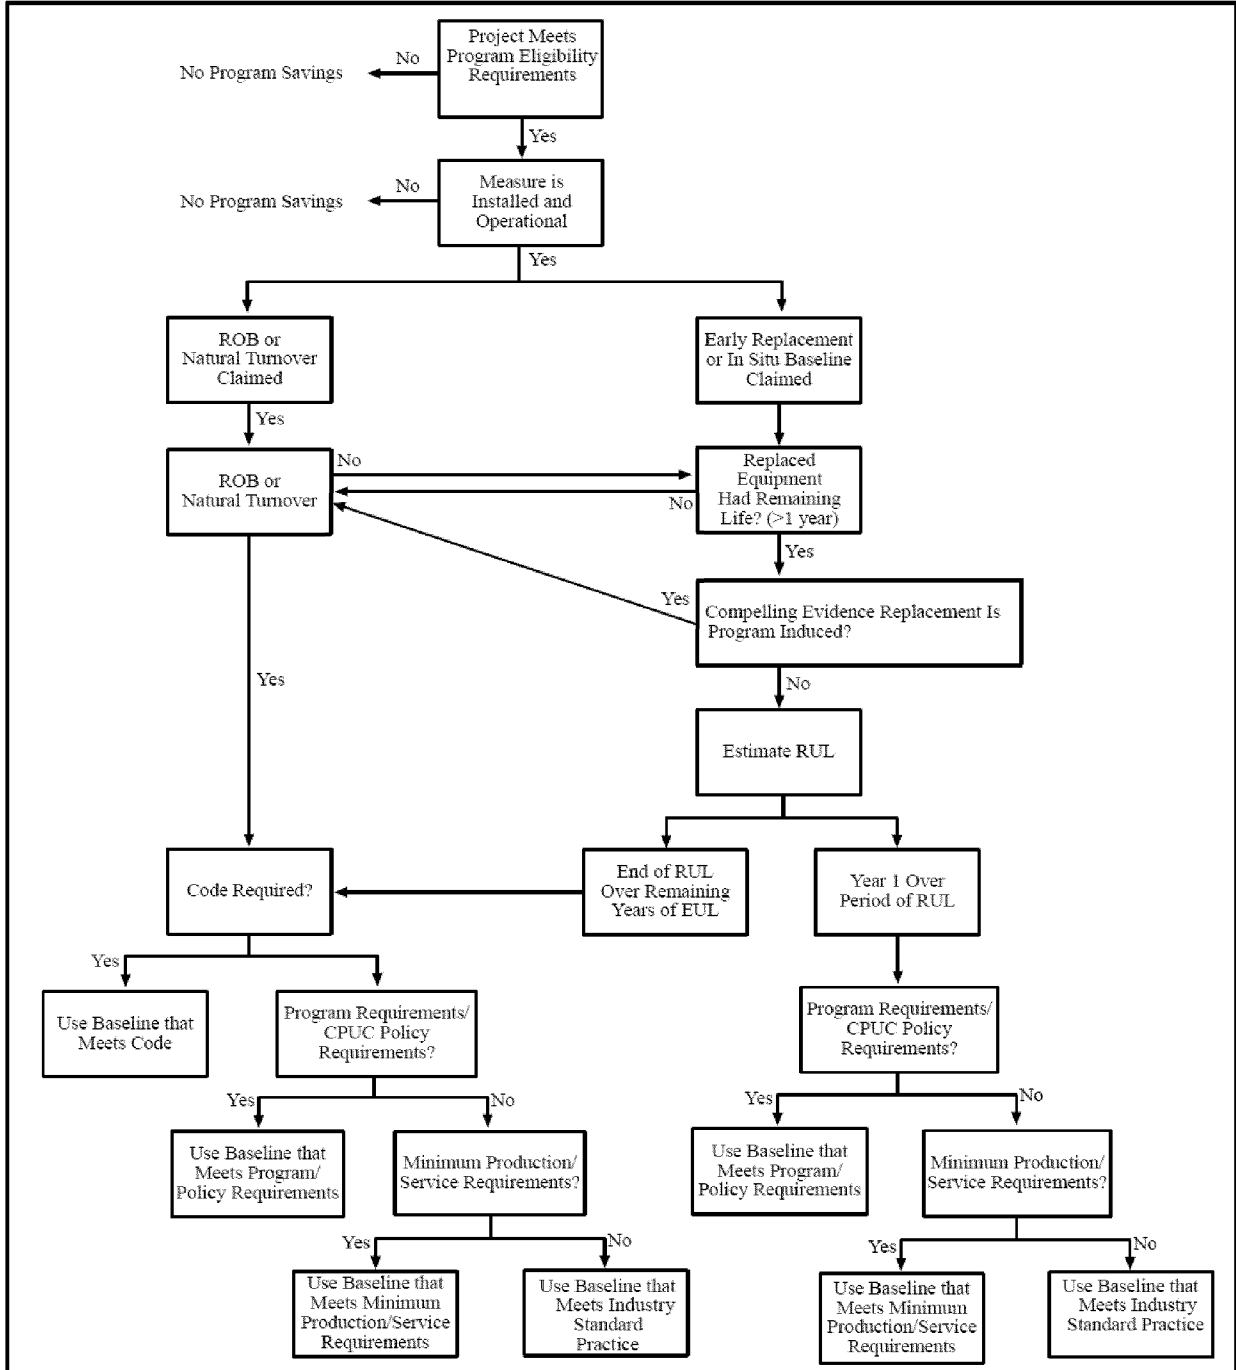 Project Meets
Program Eligibility
Requirements
No
No Program Savings
Yes
Measure is
Installed and
Operational
No
No Program Savings
Yes
ROB or
Natural Turnover
Claimed
Early Replacement
or In Situ Baseline
Claimed
Yes
ROB or
Natural Turnover
No
No
Replaced
Equipment
Had Remaining
Life? (>1 year)
Yes
Yes
Compelling Evidence Replacement Is
Program Induced?
Yes
No
Estimate RUL
Code Required?
End of RUL
Over Remaining
Years of EUL
Year 1 Over
Period of RUL
Yes
Use Baseline that
Meets Code
Program Requirements/
CPUC Policy
Requirements?
Program Requirements/
CPUC Policy
Requirements?
Yes
No
Yes
No
Use Baseline that
Meets Program/
Policy Requirements
Minimum Production/
Service Requirements?
Use Baseline that
Meets Program/
Policy Requirements
Minimum Production/
Service Requirements?
Yes
No
Yes
No
Use Baseline that
Meets Minimum
Production/Service
Requirements
Use Baseline that
Meets Industry
Standard
Practice
Use Baseline that
Meets Minimum
Production/Service
Requirements
Use Baseline that
Meets Industry
Standard Practice